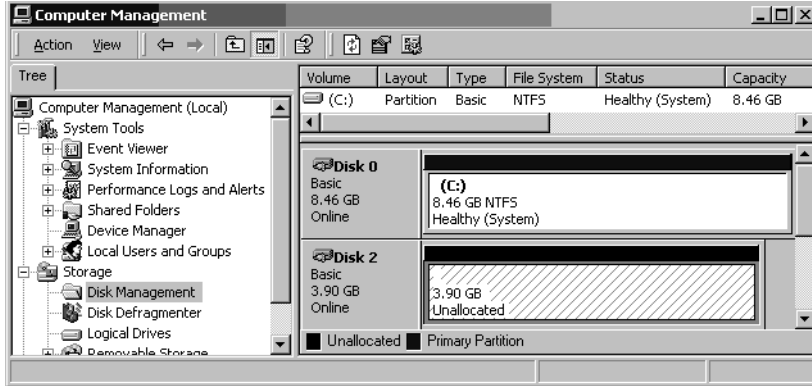 Computer Management
Action View
Tree
Computer Management (Local)
System Tools
Event Viewer
System Information
Performance Logs and Alerts
Shared Folders
Device Manager
Local Users and Groups
Storage
Disk Management
Disk Defragmenter
Logical Drives
Removable Storage
Volume Layout Type File System Status Capacity
(C:) Partition Basic NTFS Healthy (System) 8.46 GB
Disk 0
Basic
8.46 GB
Online
(C:)
8.46 GB NTFS
Healthy (System)
Disk 2
Basic
3.90 GB
Online
3.90 GB
Unallocated
Unallocated Primary Partition